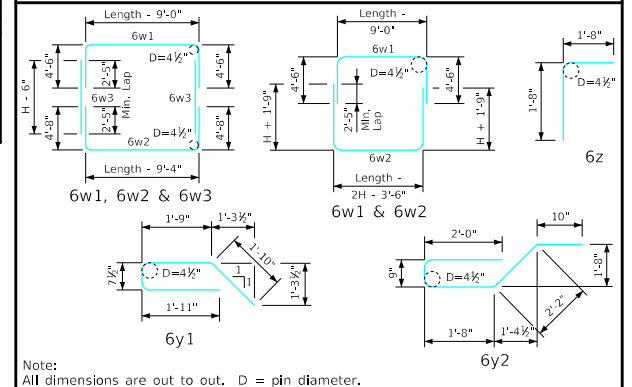 Length - 9'-0"
6w1
D=4½"
4'-6"
4'-6"
2'-5"
2'-5"
H - 6"
6w3
Min. Lap
6w3
4'-8"
4'-8"
D=4½"
6w2
Length - 9'-4"
6w1, 6w2 & 6w3
Length -
9'-0"
6w1
D=4½"
4'-6"
4'-6"
H + 1'-9"
2'-5"
Min.
Lap
H + 1'-9"
6w2
Length -
2H - 3'-6"
6w1 & 6w2
1'-8"
D=4½"
1'-8"
6z
1'-9"
1'-3½"
1'-10"
D=4½"
7½"
1
1
1'-3½"
1'-11"
6y1
2'-0"
10"
9"
D=4½"
1'-8"
2'-2"
1'-8"
1'-4½"
6y2
Note:
All dimensions are out to out. D = pin diameter.